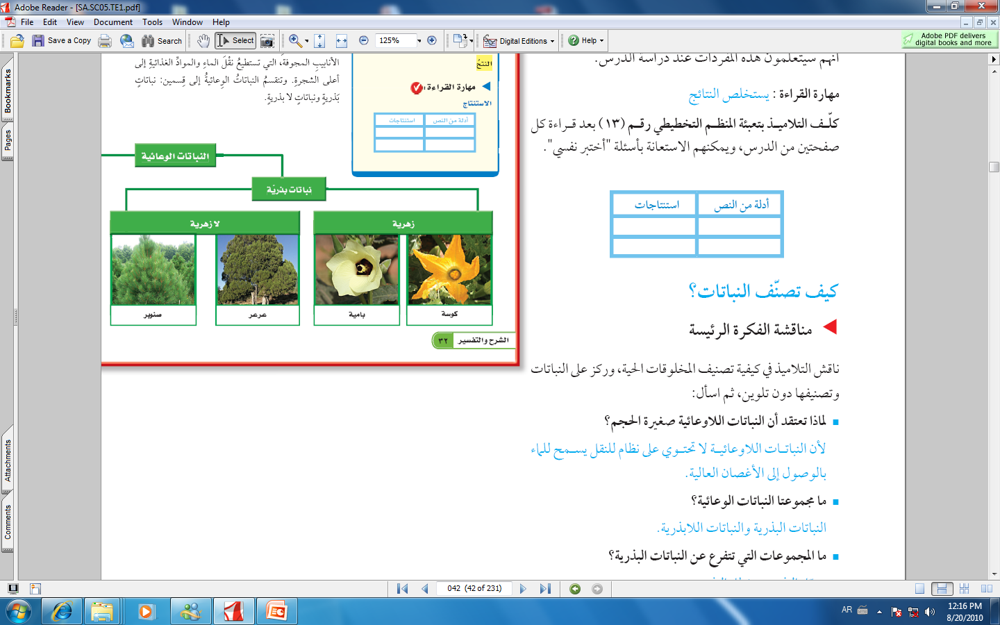 Adobe Reader - [SA.SC05.TE1.pdf]
File Edit View Document Tools Window Help
Save a Copy Search Select 125% Digital Editions Help
Adobe PDF delivers
digital books and more
Bookmarks
Pages
Attachments
Comments
أنهم سيتعلمون هذه المفردات عند دراسة الدرس.
مهارة القراءة : يستخلص النتائج
كلّف التلاميذ بتعبئة المنظم التخطيطي رقم (١٣) بعد قراءة كل
صفحتين من الدرس، ويمكنهم الاستعانة بأسئلة "أختبر نفسي".
أدلة من النص استنتاجات
كيف تصنّف النباتات؟
مناقشة الفكرة الرئيسة
ناقش التلاميذ في كيفية تصنيف المخلوقات الحية، وركز على النباتات
وتصنيفها دون تلوين، ثم اسأل:
لماذا تعتقد أن النباتات اللاوعائية صغيرة الحجم؟
لأن النباتات اللاوعائية لا تحتوي على نظام للنقل يسمح للماء
بالوصول إلى الأغصان العالية.
ما مجموعتا النباتات الوعائية؟
النباتات البذرية والنباتات اللابذرية.
ما المجموعات التي تتفرع عن النباتات البذرية؟
النتحُ
مهارة القراءة:
الاستنتاج
أدلة من النص استنتاجات
الأنابيبِ المجوفة، التي تستطيعُ نقْلَ الماءِ والموادِّ الغذائيةِ إلى
أعلى الشجرة. وتنقسمُ النباتاتُ الوِعائيةُ إلى قِسمين: نباتاتٍ
بَذريةٍ ونباتاتٍ لا بذريةٍ.
النباتات الوعائية
نباتات بذريّة
زهرية
لا زهرية
كوسة
بامية
عرعر
صنوبر
الشرح والتفسير ٣٢
042 (42 of 231)
AR
12:16 PM
8/20/2010